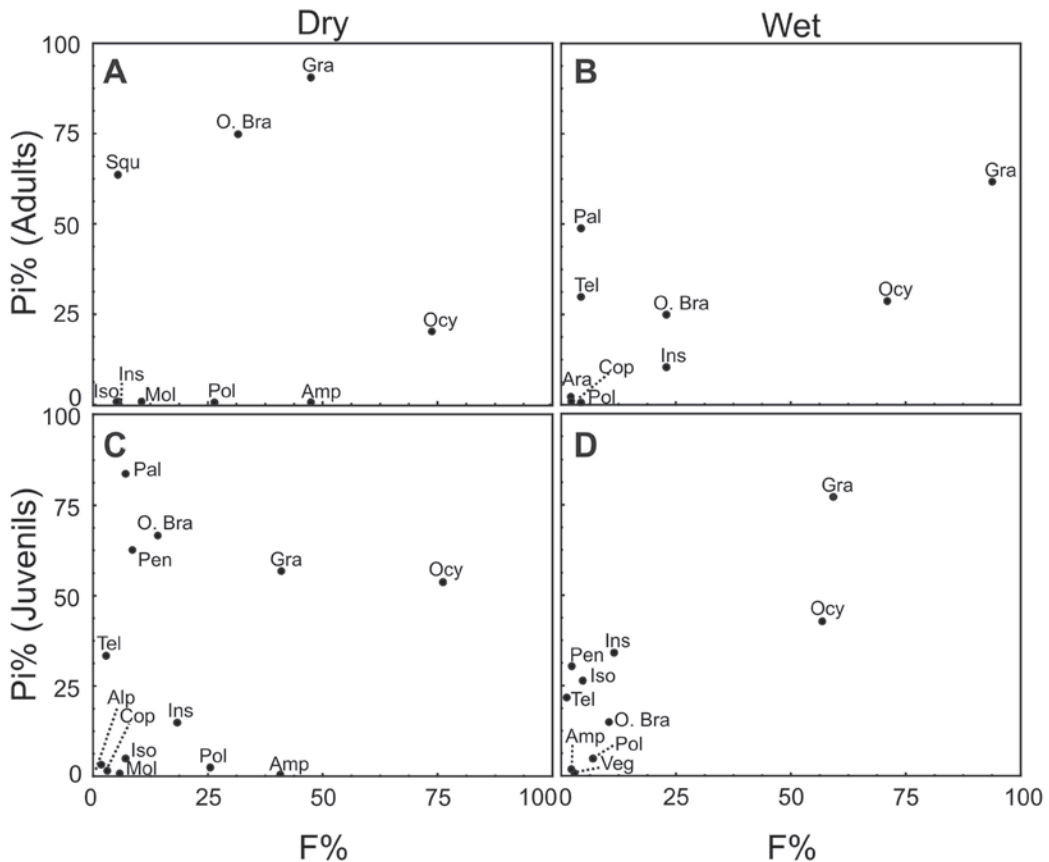 Dry
Wet
Pi% (Adults)
100
75
50
25
0
A
Gra
O. Bra
Squ
Ocy
Ins
Iso
Mol
Pol
Amp
B
Gra
Pal
Tel
O. Bra
Ocy
Ins
Cop
Ara
Pol
Pi% (Juvenils)
100
75
50
25
0
C
Pal
O. Bra
Pen
Gra
Ocy
Tel
Alp
Cop
Ins
Iso
Mol
Pol
Amp
D
Gra
Ocy
Ins
Pen
Iso
Tel
O. Bra
Amp
Pol
Veg
0 25 50 75 100
0 25 50 75 100
F%
F%